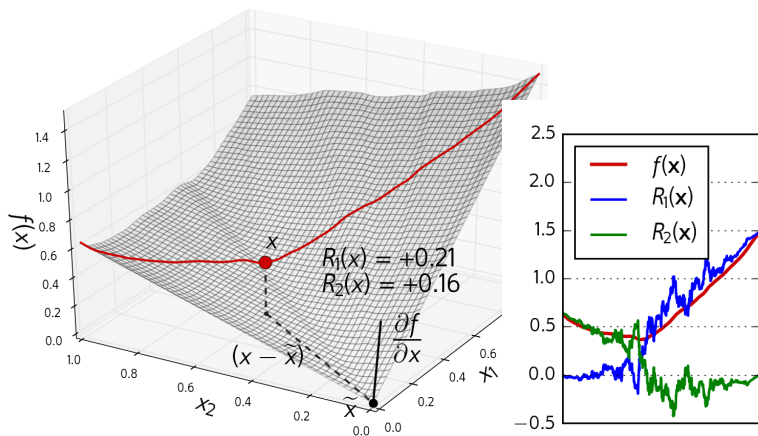 f(x)
1.4
1.2
1.0
0.8
0.6
0.4
0.2
0.0
1.0
0.8
0.6
0.4
0.2
0.0
x₂
0.0
0.2
0.4
0.6
x₁
x
R₁(x) = +0.21
R₂(x) = +0.16
(x − x̃)
∂f
∂x
x̃
2.5
2.0
1.5
1.0
0.5
0.0
−0.5
f(x)
R₁(x)
R₂(x)